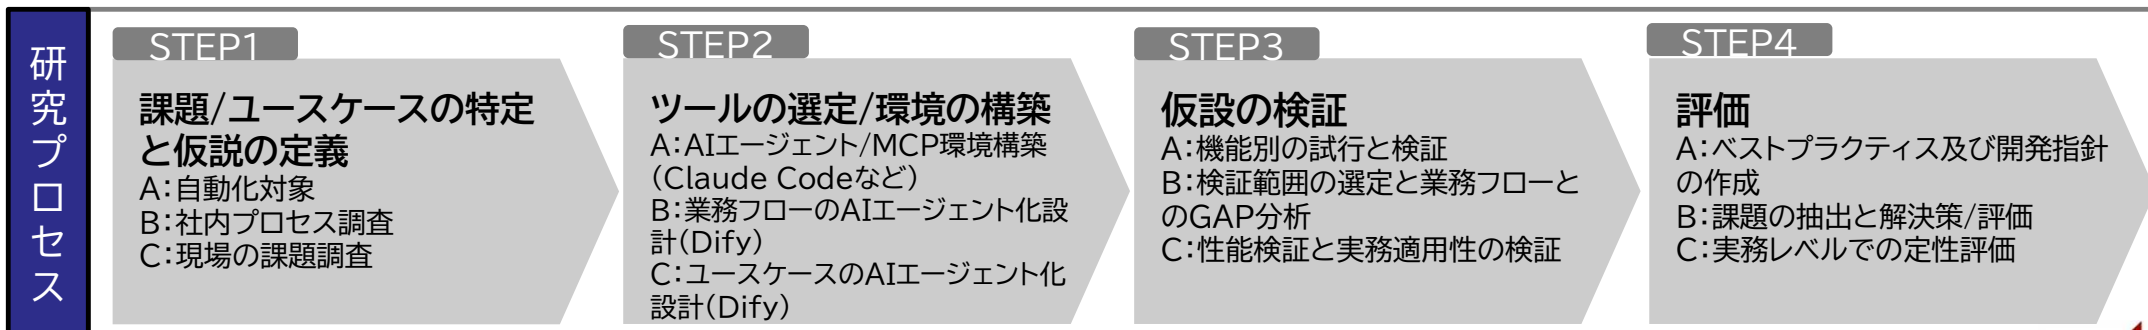 研究プロセス
STEP1
課題/ユースケースの特定
と仮説の定義
A:自動化対象
B:社内プロセス調査
C:現場の課題調査
STEP2
ツールの選定/環境の構築
A:AIエージェント/MCP環境構築
(Claude Codeなど)
B:業務フローのAIエージェント化設
計(Dify)
C:ユースケースのAIエージェント化
設計(Dify)
STEP3
仮設の検証
A:機能別の試行と検証
B:検証範囲の選定と業務フローと
のGAP分析
C:性能検証と実務適用性の検証
STEP4
評価
A:ベストプラクティス及び開発指針
の作成
B:課題の抽出と解決策/評価
C:実務レベルでの定性評価